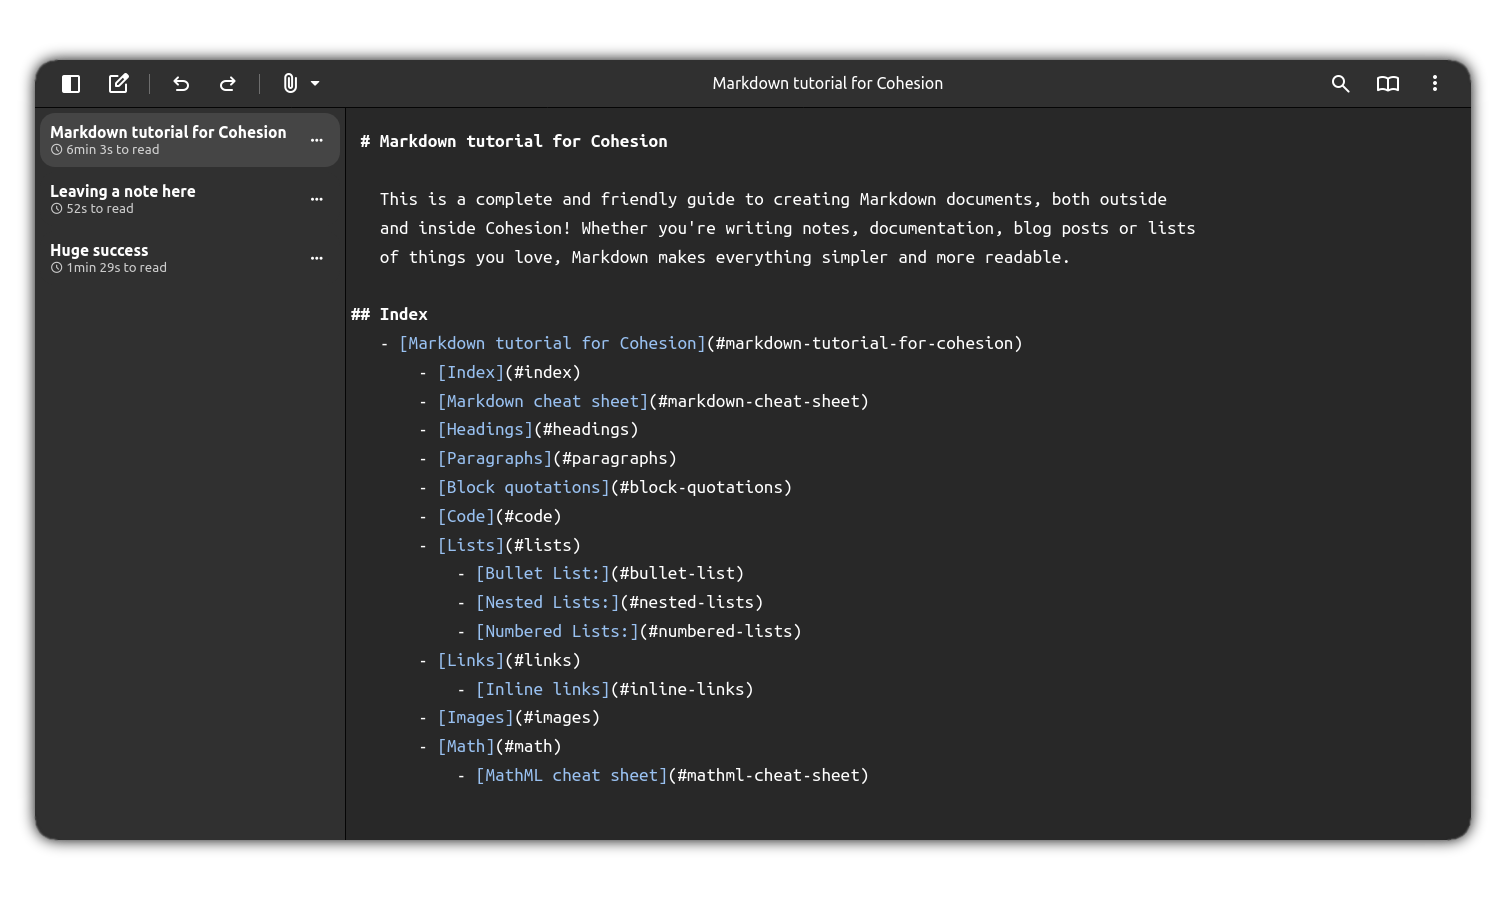 Markdown tutorial for Cohesion
Markdown tutorial for Cohesion
6min 3s to read
Leaving a note here
52s to read
Huge success
1min 29s to read
# Markdown tutorial for Cohesion
This is a complete and friendly guide to creating Markdown documents, both outside
and inside Cohesion! Whether you're writing notes, documentation, blog posts or lists
of things you love, Markdown makes everything simpler and more readable.
## Index
- [Markdown tutorial for Cohesion](#markdown-tutorial-for-cohesion)
- [Index](#index)
- [Markdown cheat sheet](#markdown-cheat-sheet)
- [Headings](#headings)
- [Paragraphs](#paragraphs)
- [Block quotations](#block-quotations)
- [Code](#code)
- [Lists](#lists)
- [Bullet List:](#bullet-list)
- [Nested Lists:](#nested-lists)
- [Numbered Lists:](#numbered-lists)
- [Links](#links)
- [Inline links](#inline-links)
- [Images](#images)
- [Math](#math)
- [MathML cheat sheet](#mathml-cheat-sheet)